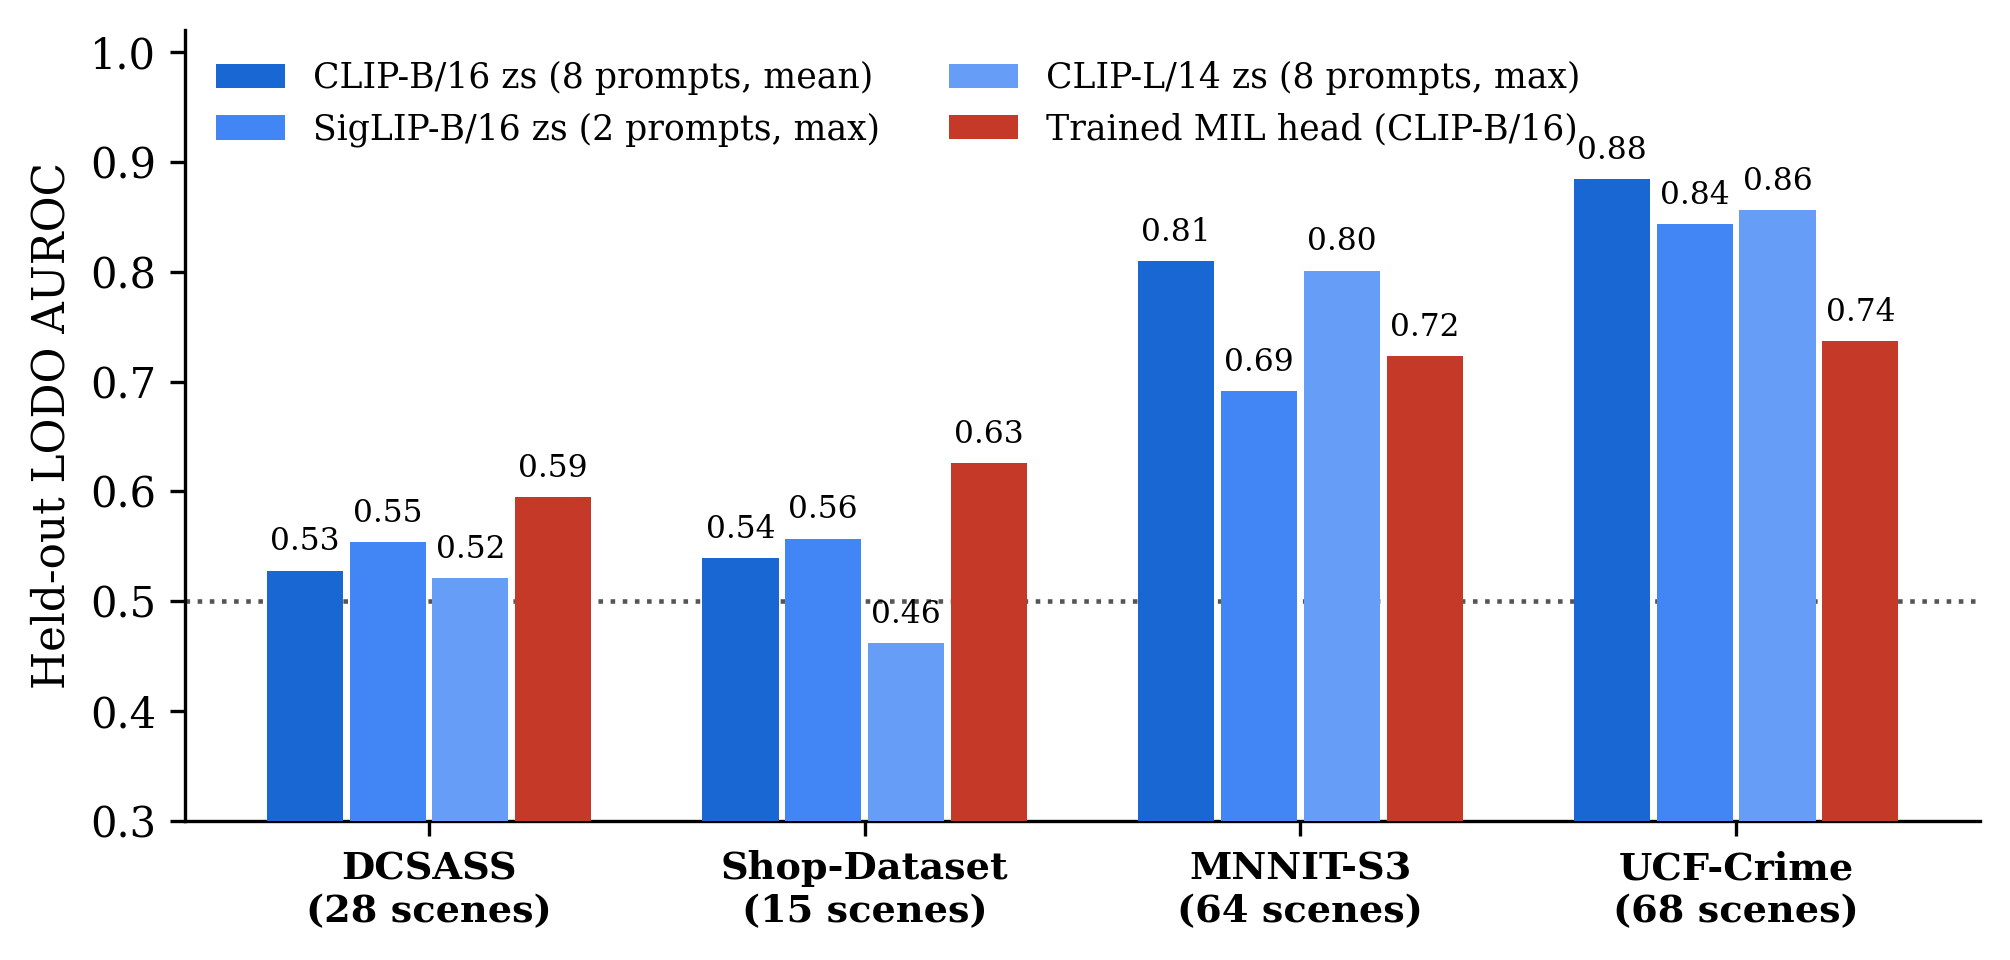 CLIP-B/16 zs (8 prompts, mean)
SigLIP-B/16 zs (2 prompts, max)
CLIP-L/14 zs (8 prompts, max)
Trained MIL head (CLIP-B/16)
Held-out LODO AUROC
1.0
0.9
0.8
0.7
0.6
0.5
0.4
0.3
0.53
0.55
0.52
0.59
0.54
0.56
0.46
0.63
0.81
0.69
0.80
0.72
0.88
0.84
0.86
0.74
DCSASS
(28 scenes)
Shop-Dataset
(15 scenes)
MNNIT-S3
(64 scenes)
UCF-Crime
(68 scenes)